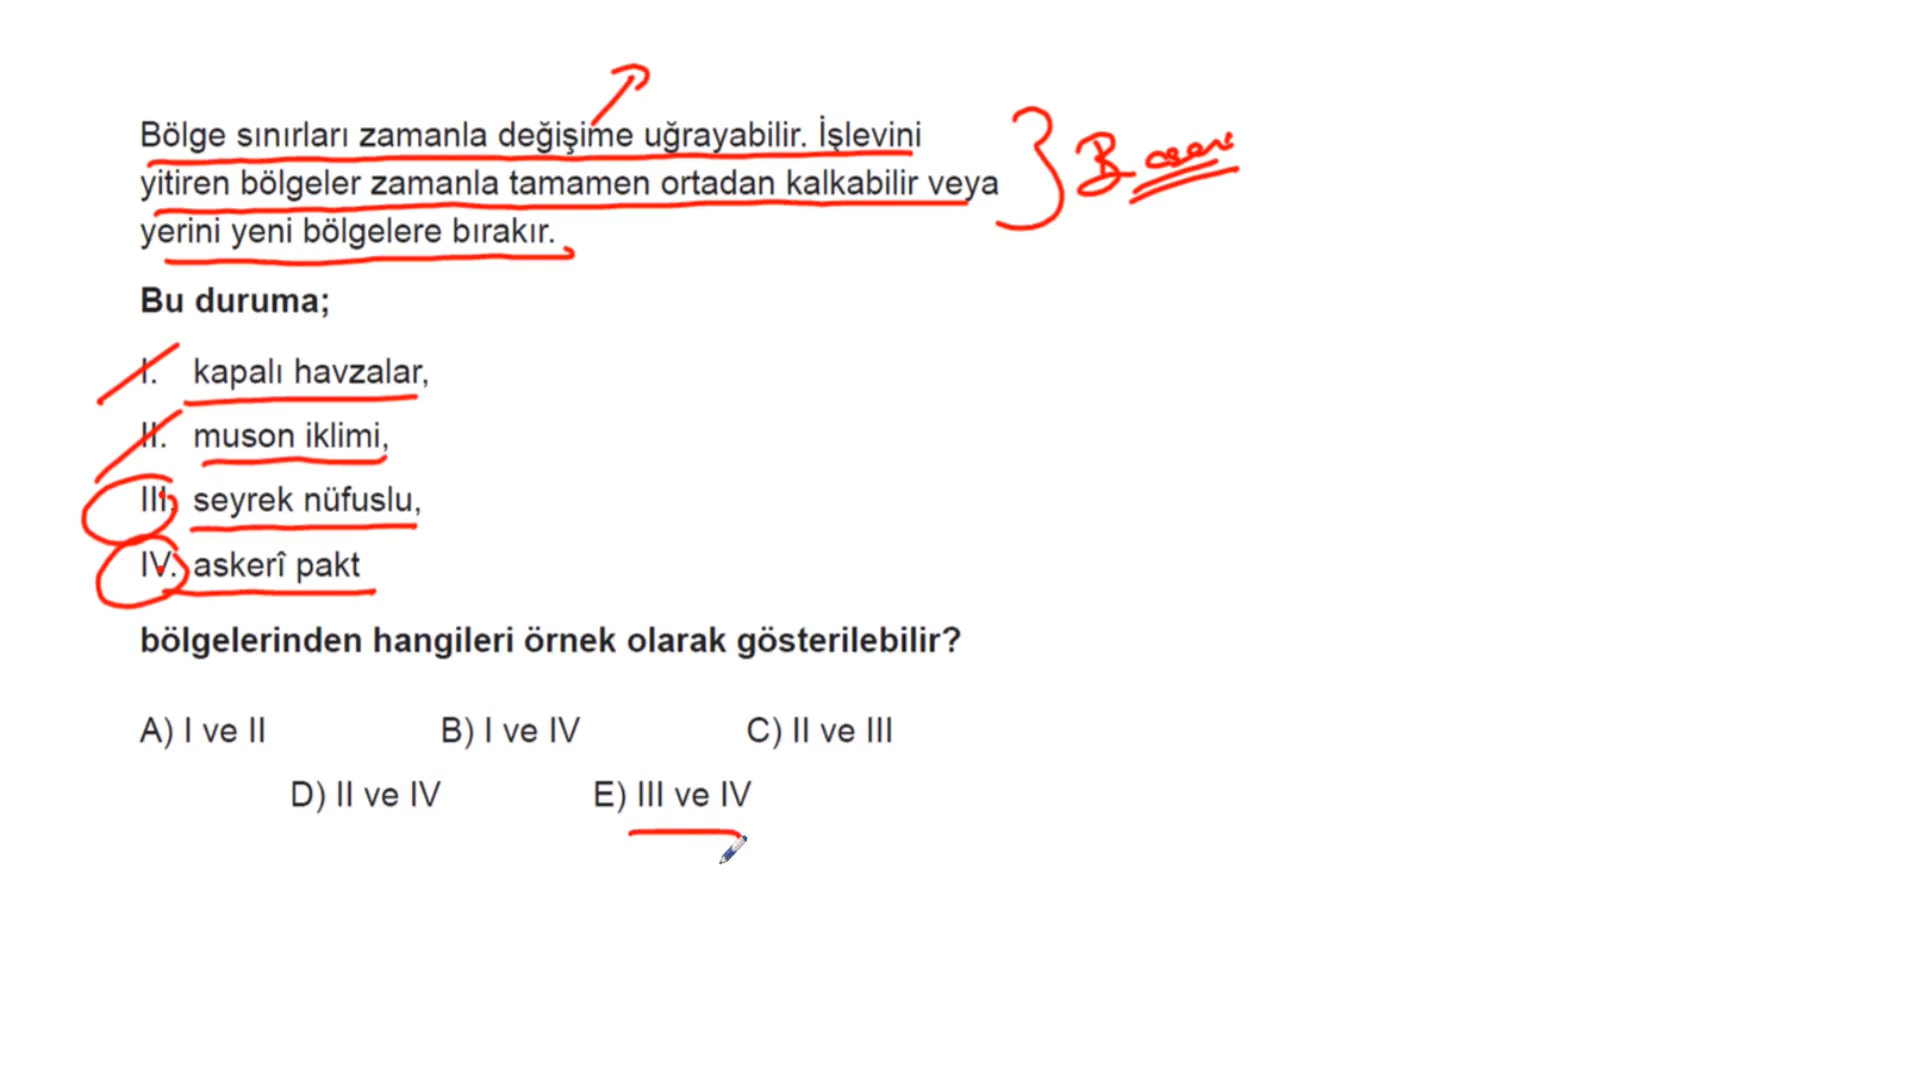 Bölge sınırları zamanla değişime uğrayabilir. İşlevini
yitiren bölgeler zamanla tamamen ortadan kalkabilir veya
yerini yeni bölgelere bırakır.
Beşeri
Bu duruma;
I. kapalı havzalar,
II. muson iklimi,
III. seyrek nüfuslu,
IV. askerî pakt
bölgelerinden hangileri örnek olarak gösterilebilir?
A) I ve II B) I ve IV C) II ve III
D) II ve IV E) III ve IV